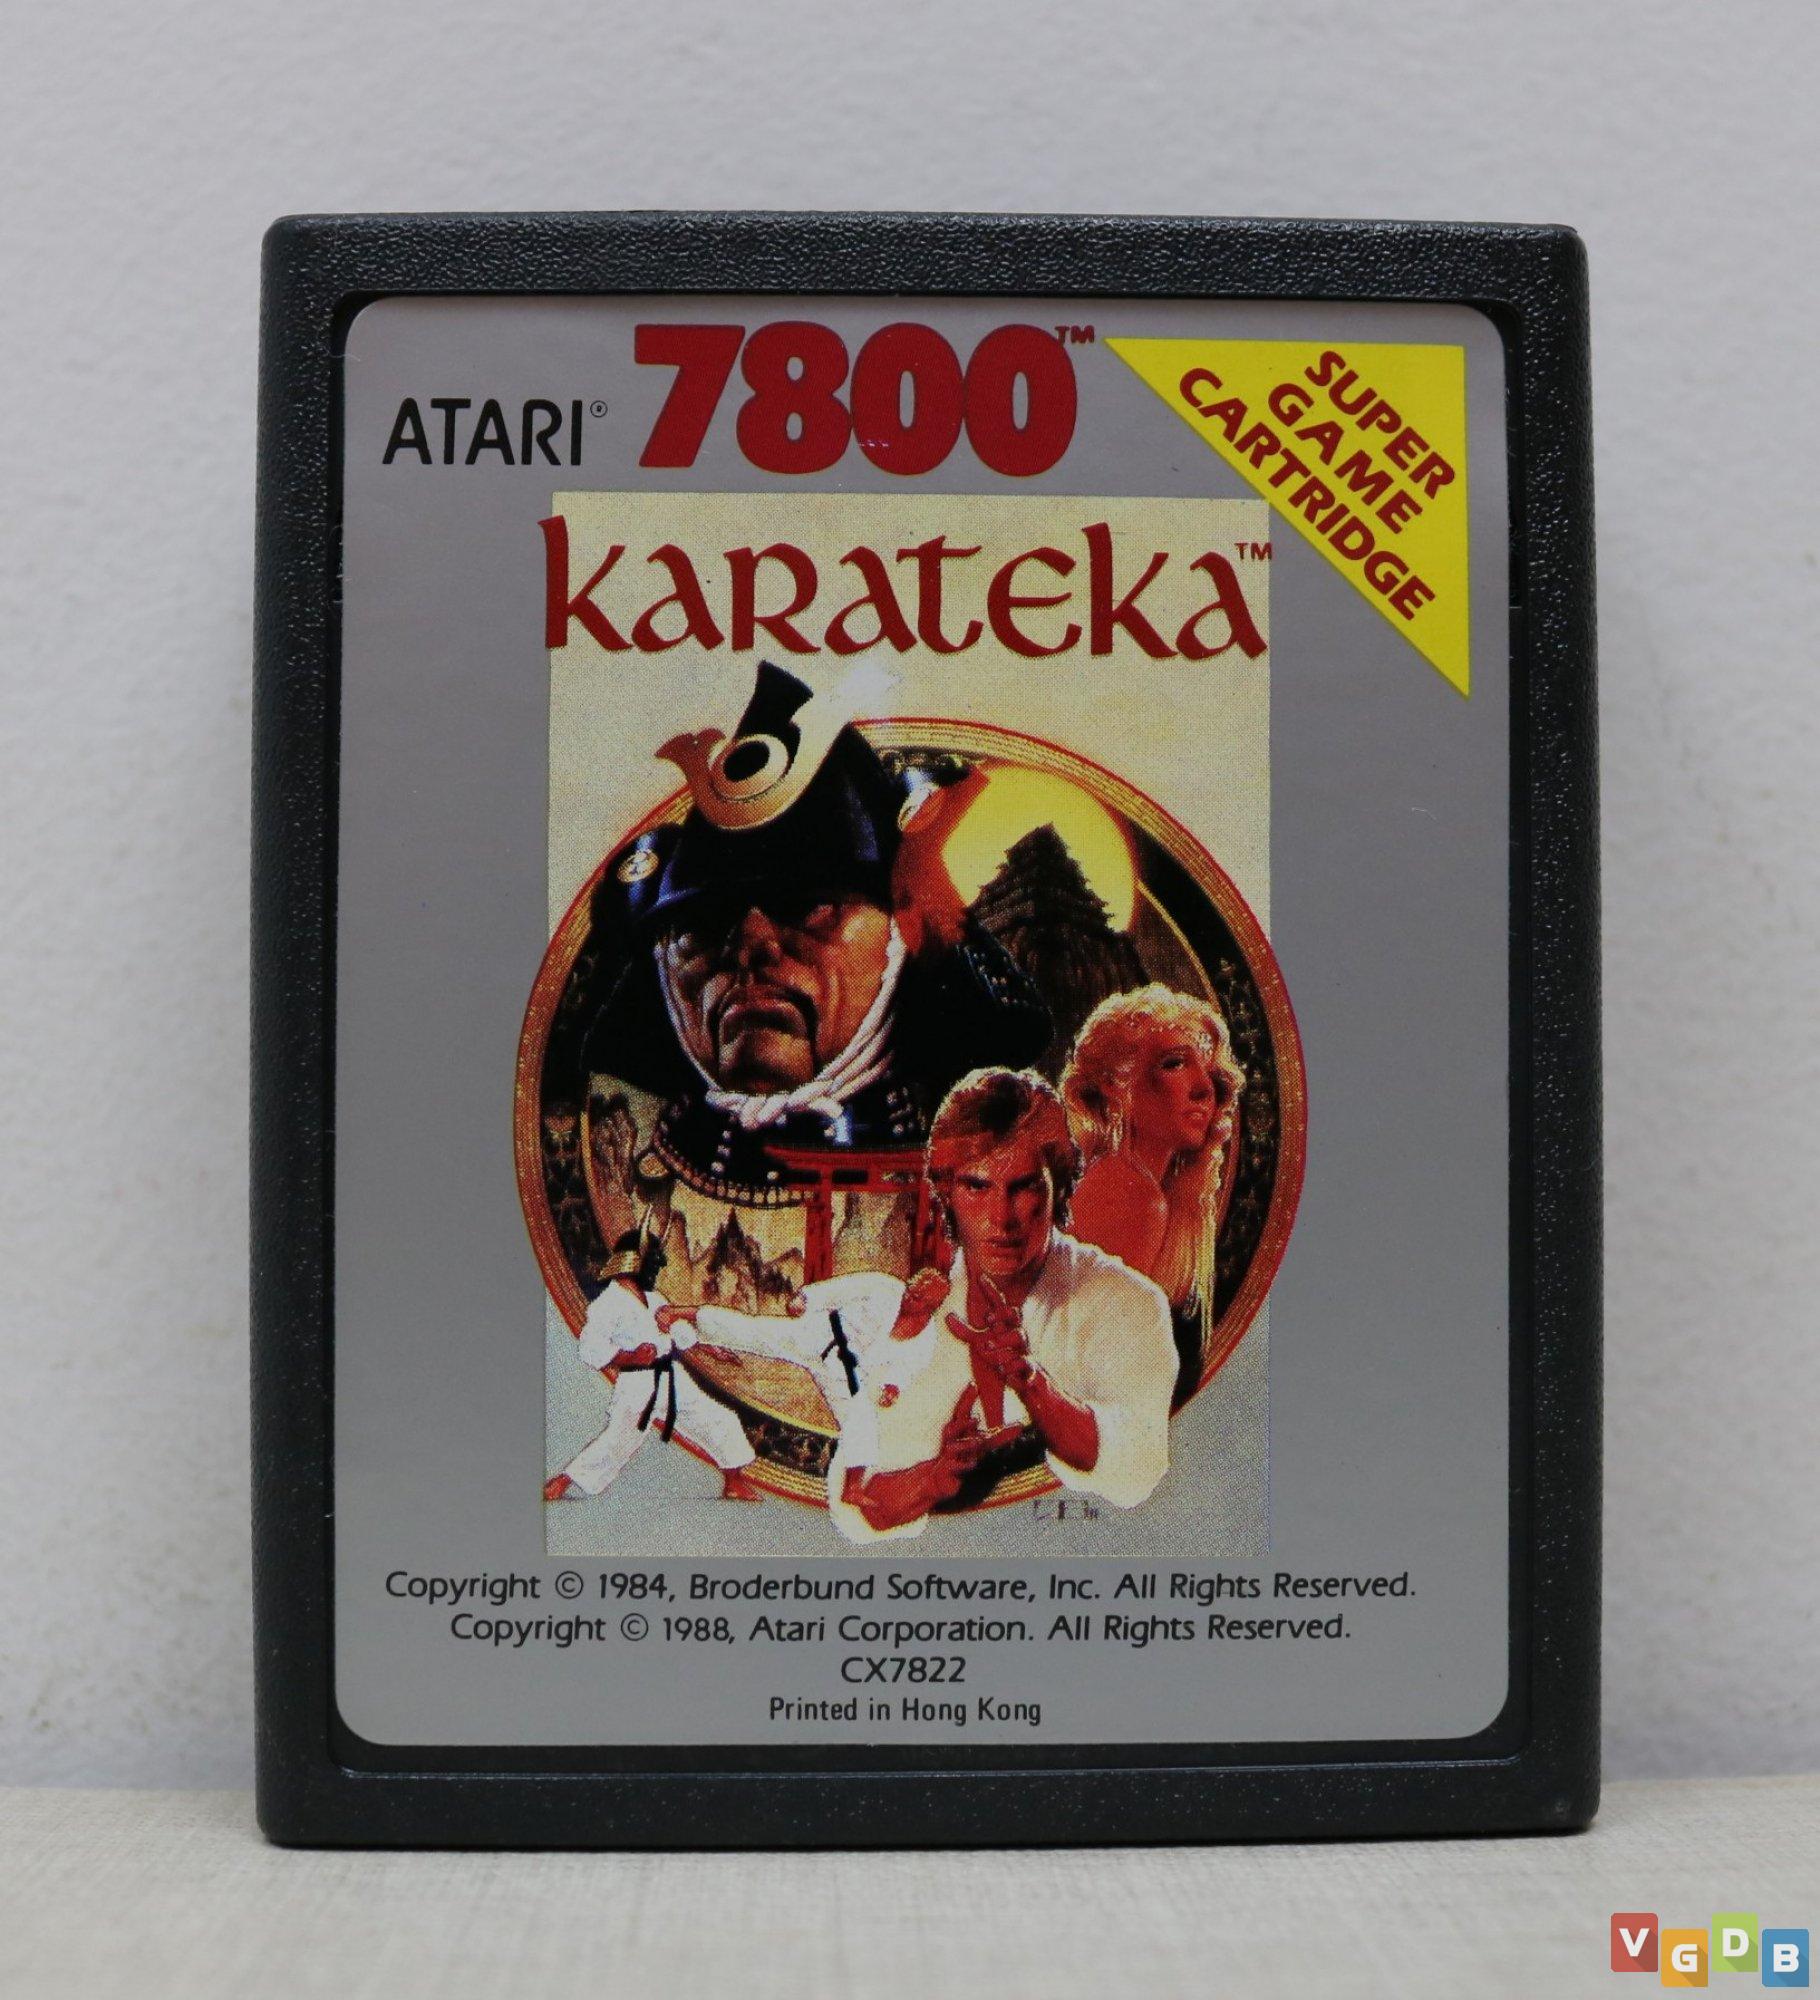 ATARI® 7800™
SUPER
GAME
CARTRIDGE
KARATEKA™
Copyright © 1984, Broderbund Software, Inc. All Rights Reserved.
Copyright © 1988, Atari Corporation. All Rights Reserved.
CX7822
Printed in Hong Kong
VGDB